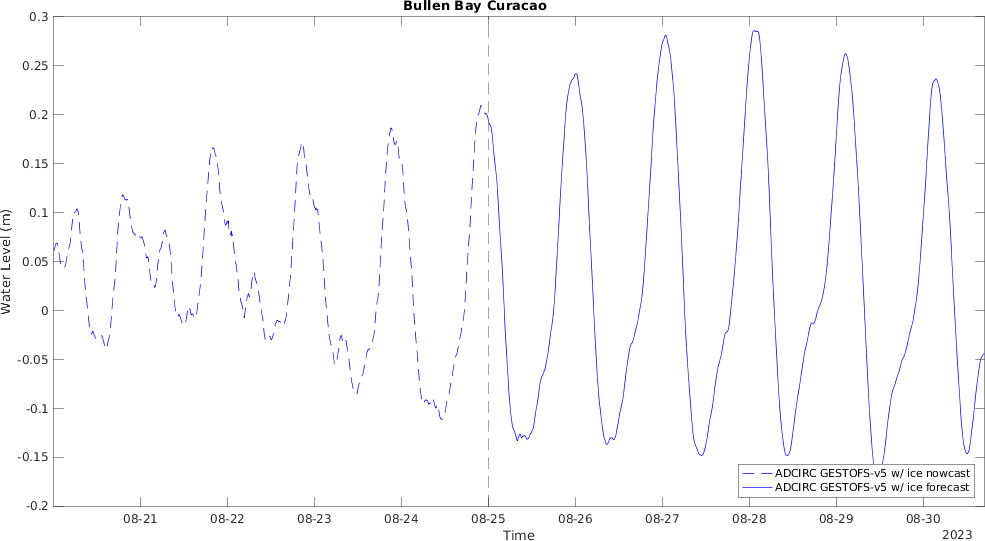 Bullen Bay Curacao
0.3
0.25
0.2
0.15
0.1
0.05
0
-0.05
-0.1
-0.15
-0.2
Water Level (m)
ADCIRC GESTOFS-v5 w/ ice nowcast
ADCIRC GESTOFS-v5 w/ ice forecast
08-21 08-22 08-23 08-24 08-25 08-26 08-27 08-28 08-29 08-30
Time
2023